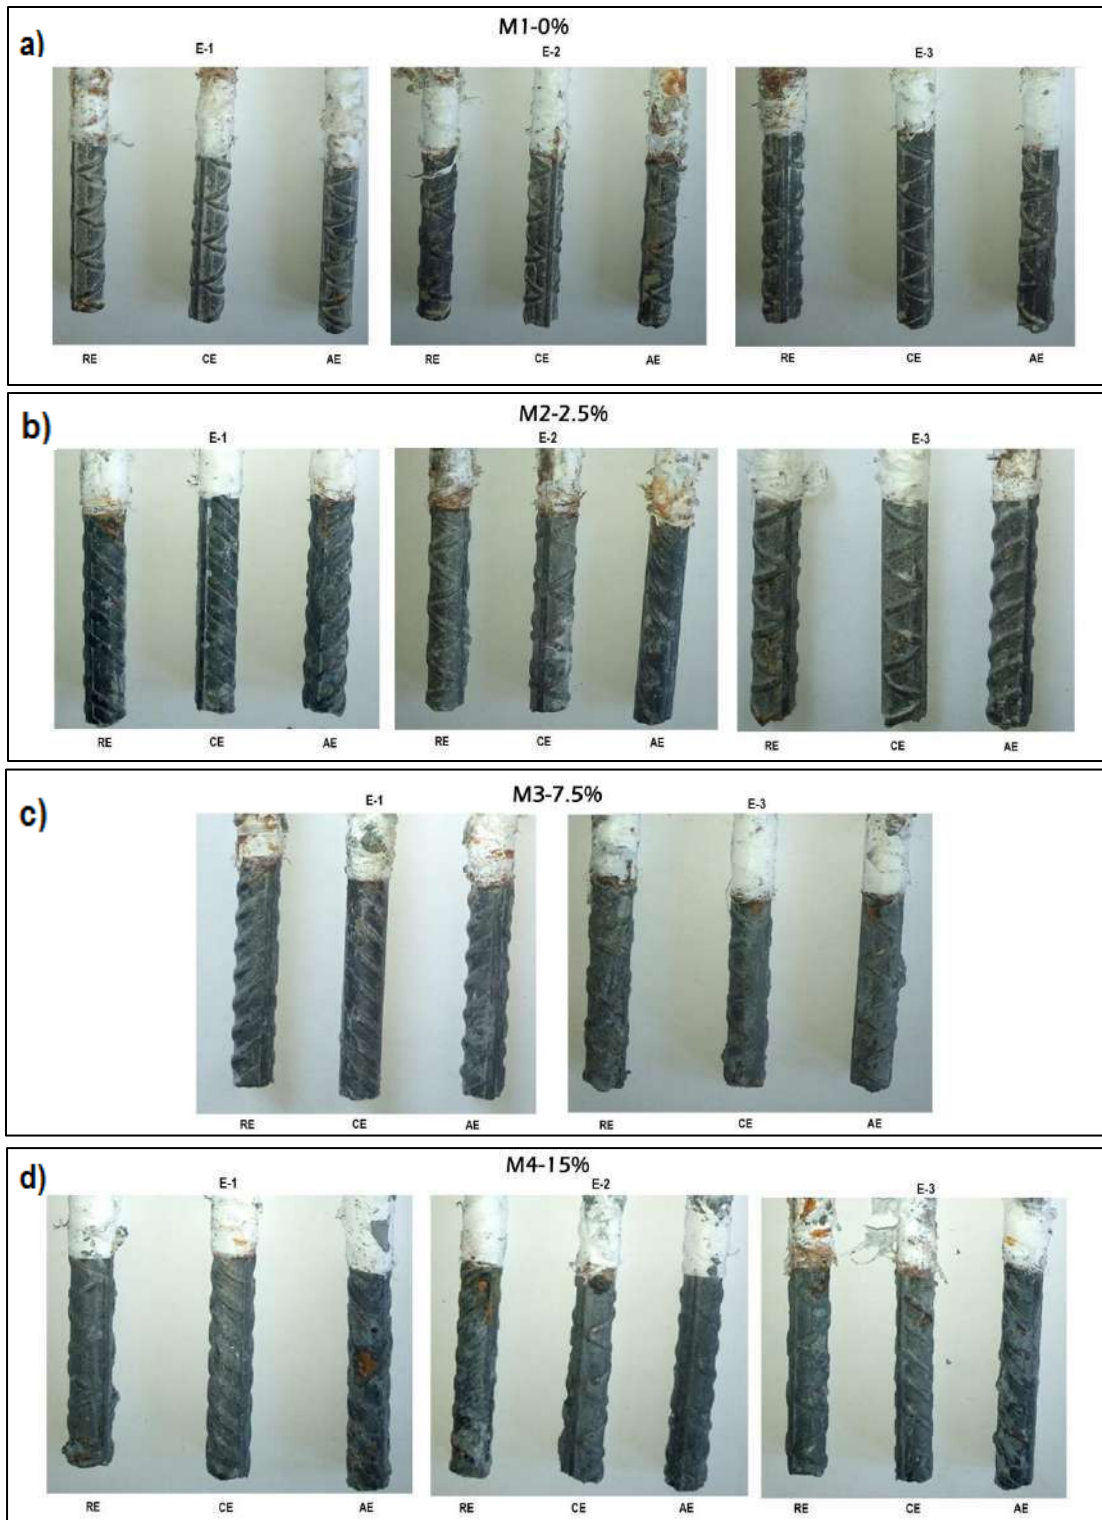 a)
M1-0%
E-1 E-2 E-3
RE CE AE RE CE AE RE CE AE
b)
M2-2.5%
E-1 E-2 E-3
RE CE AE RE CE AE RE CE AE
c)
M3-7.5%
E-1 E-3
RE CE AE RE CE AE
d)
M4-15%
E-1 E-2 E-3
RE CE AE RE CE AE RE CE AE